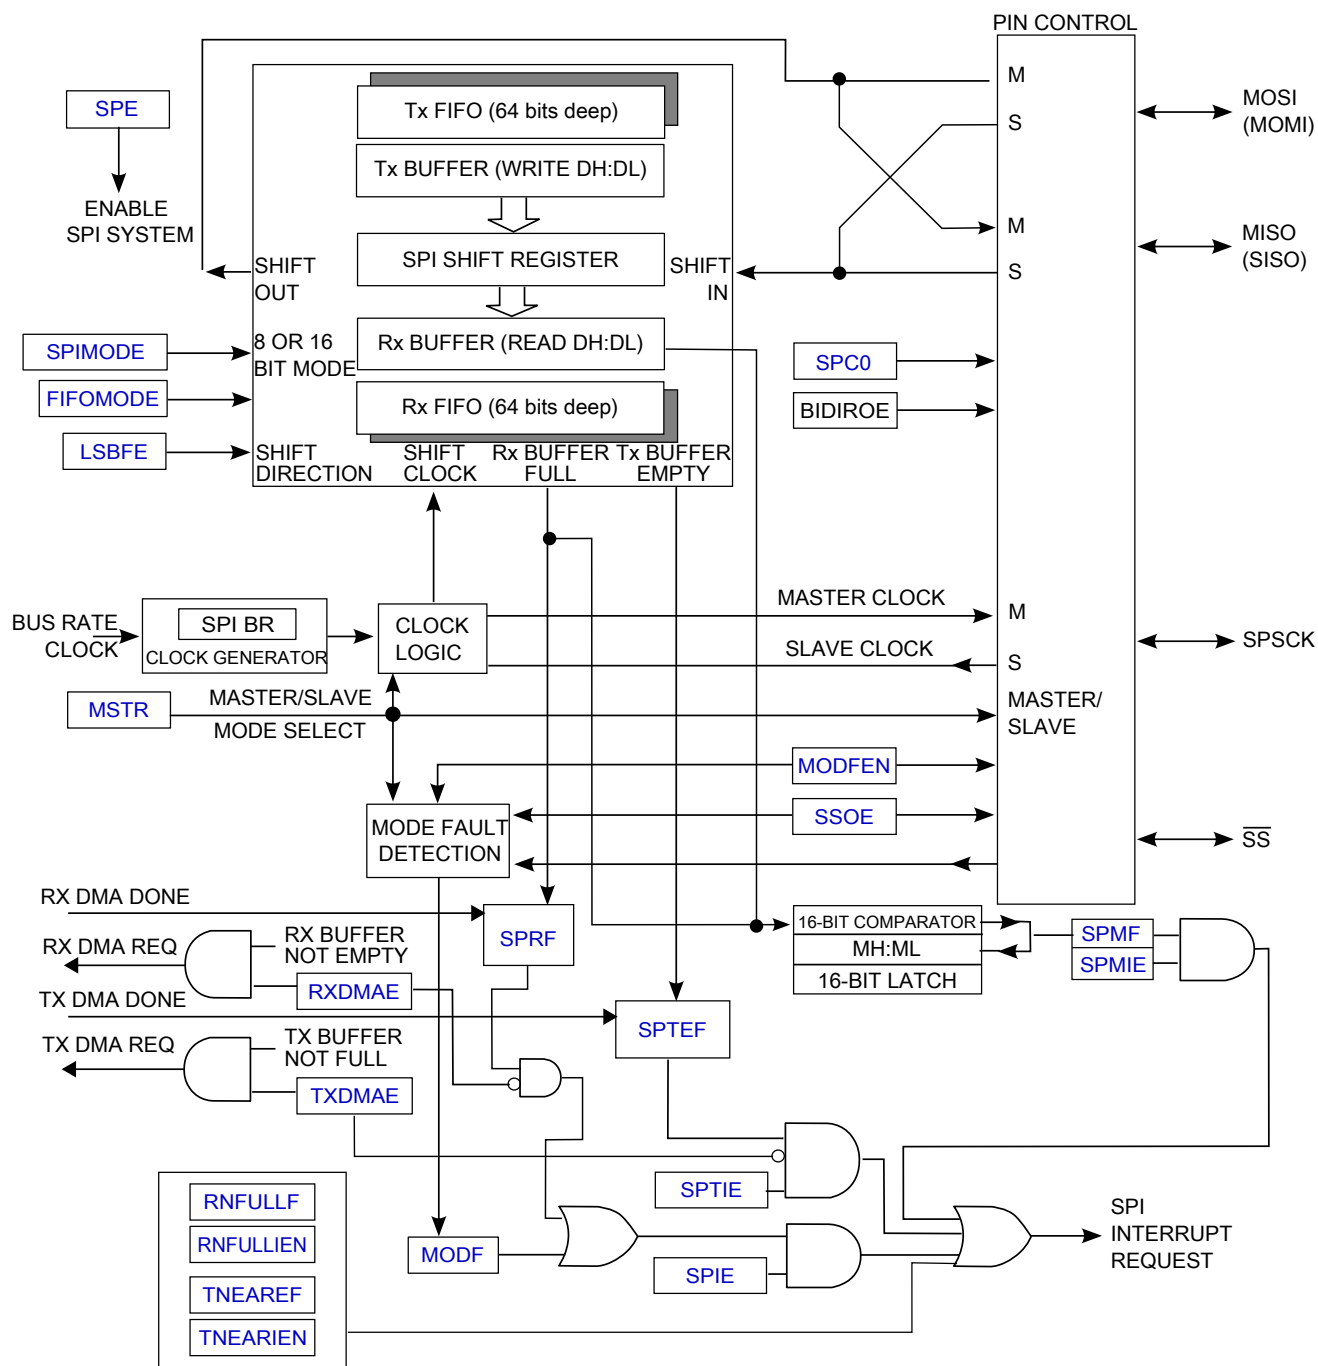 PIN CONTROL
SPE
ENABLE
SPI SYSTEM
Tx FIFO (64 bits deep)
Tx BUFFER (WRITE DH:DL)
SPI SHIFT REGISTER
SHIFT
OUT
SHIFT
IN
Rx BUFFER (READ DH:DL)
Rx FIFO (64 bits deep)
SPIMODE
8 OR 16
BIT MODE
FIFOMODE
LSBFE
SHIFT
DIRECTION
SHIFT
CLOCK
Rx BUFFER
FULL
Tx BUFFER
EMPTY
M
S
MOSI
(MOMI)
M
S
MISO
(SISO)
SPC0
BIDIROE
BUS RATE
CLOCK
SPI BR
CLOCK GENERATOR
CLOCK
LOGIC
MASTER CLOCK
M
SLAVE CLOCK
S
SPSCK
MSTR
MASTER/SLAVE
MODE SELECT
MASTER/
SLAVE
MODFEN
SSOE
MODE FAULT
DETECTION
SS
RX DMA DONE
RX DMA REQ
RX BUFFER
NOT EMPTY
RXDMAE
SPRF
16-BIT COMPARATOR
MH:ML
16-BIT LATCH
SPMF
SPMIE
TX DMA DONE
TX DMA REQ
TX BUFFER
NOT FULL
TXDMAE
SPTEF
SPTIE
RNFULLF
RNFULLIEN
TNEAREF
TNEARIEN
MODF
SPIE
SPI
INTERRUPT
REQUEST